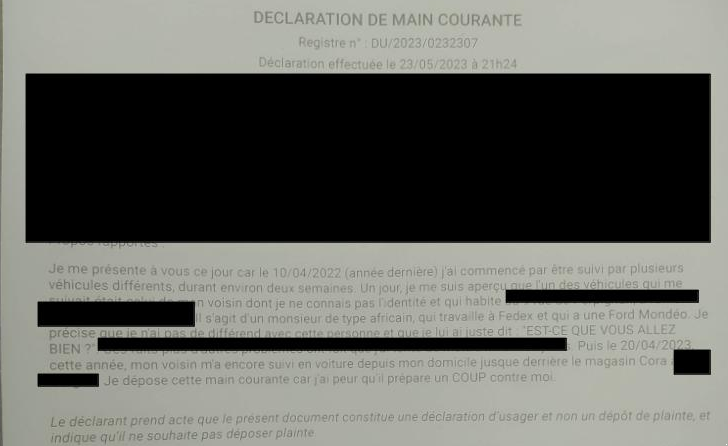 DECLARATION DE MAIN COURANTE
Registre n° : DU/2023/0232307
Déclaration effectuée le 23/05/2023 à 21h24
Propos rapportés :
Je me présente à vous ce jour car le 10/04/2022 (année dernière) j'ai commencé par être suivi par plusieurs
véhicules différents, durant environ deux semaines. Un jour, je me suis aperçu que l'un des véhicules qui me
suivait était celui de mon voisin dont je ne connais pas l'identité et qui habite
Il s'agit d'un monsieur de type africain, qui travaille à Fedex et qui a une Ford Mondéo. Je
précise que je n'ai pas de différend avec cette personne et que je lui ai juste dit : "EST-CE QUE VOUS ALLEZ
BIEN ?" Puis le 20/04/2023
cette année, mon voisin m'a encore suivi en voiture depuis mon domicile jusque derrière le magasin Cora
Je dépose cette main courante car j'ai peur qu'il prépare un COUP contre moi.
Le déclarant prend acte que le présent document constitue une déclaration d'usager et non un dépôt de plainte, et
indique qu'il ne souhaite pas déposer plainte.